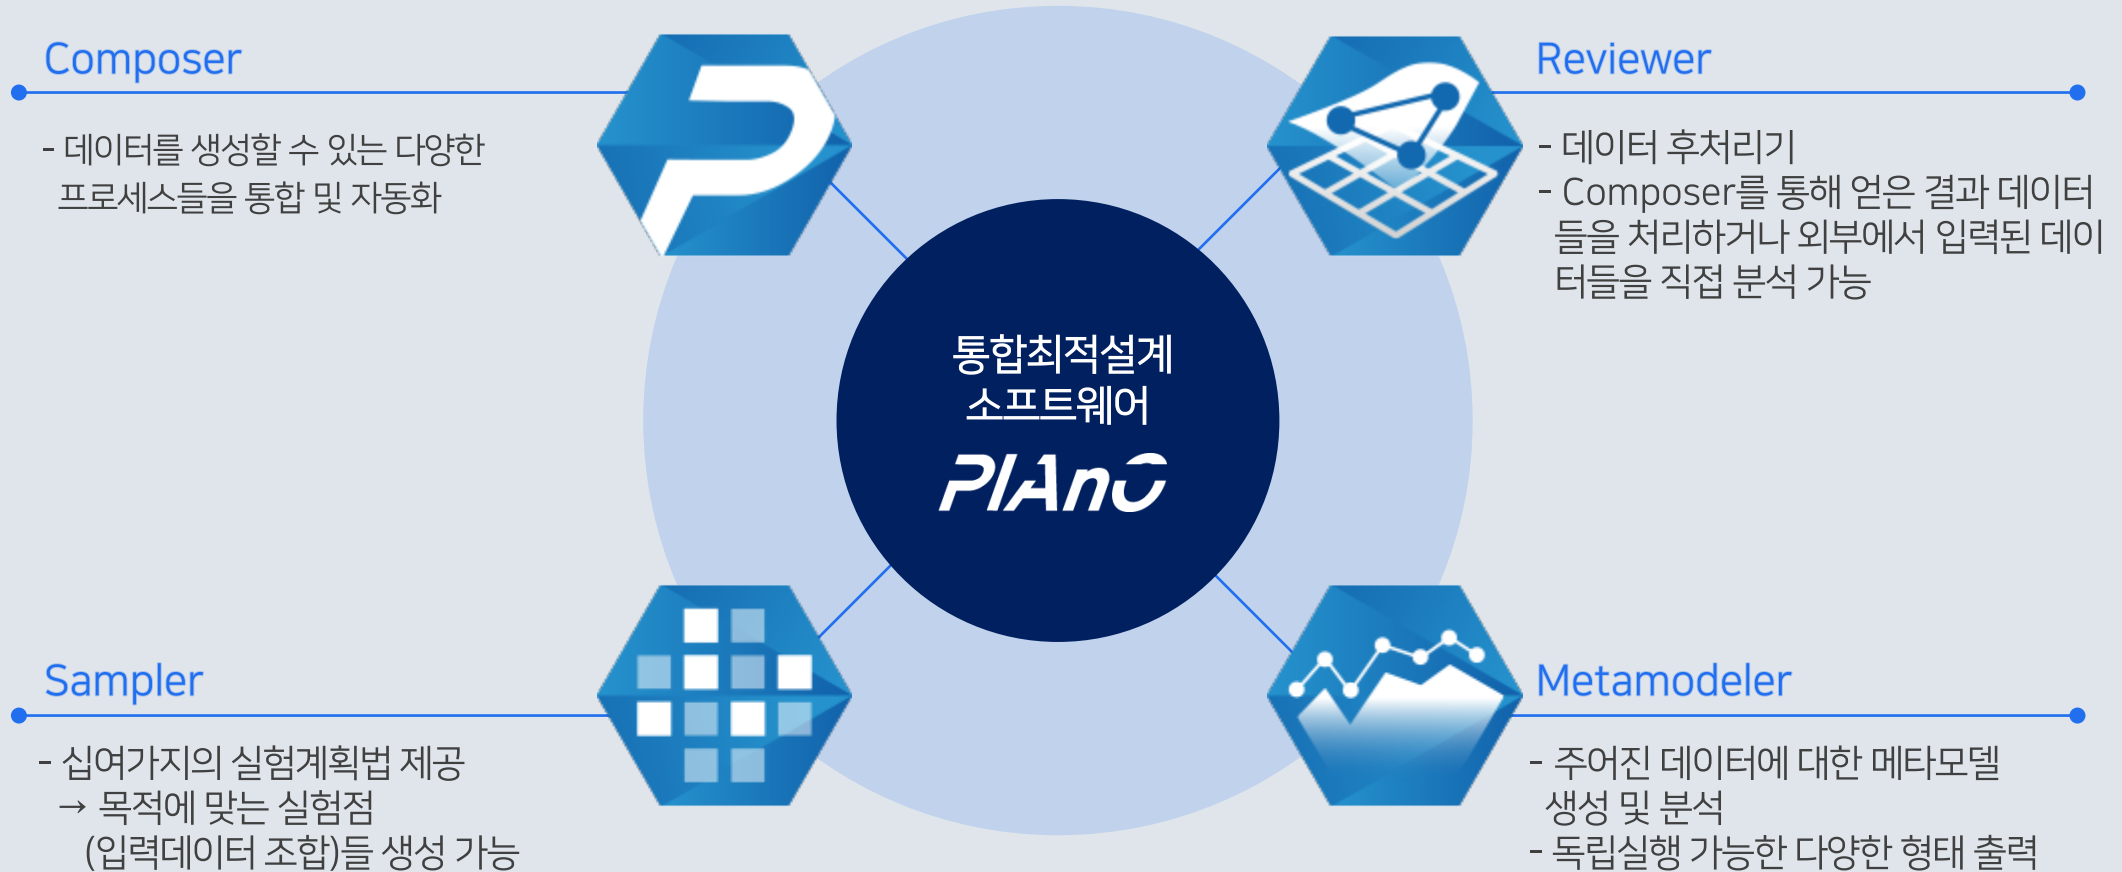 Composer
- 데이터를 생성할 수 있는 다양한
프로세스들을 통합 및 자동화
Reviewer
- 데이터 후처리기
- Composer를 통해 얻은 결과 데이터
들을 처리하거나 외부에서 입력된 데이
터들을 직접 분석 가능
통합최적설계
소프트웨어
PIAnO
Sampler
- 십여가지의 실험계획법 제공
→ 목적에 맞는 실험점
(입력데이터 조합)들 생성 가능
Metamodeler
- 주어진 데이터에 대한 메타모델
생성 및 분석
- 독립실행 가능한 다양한 형태 출력